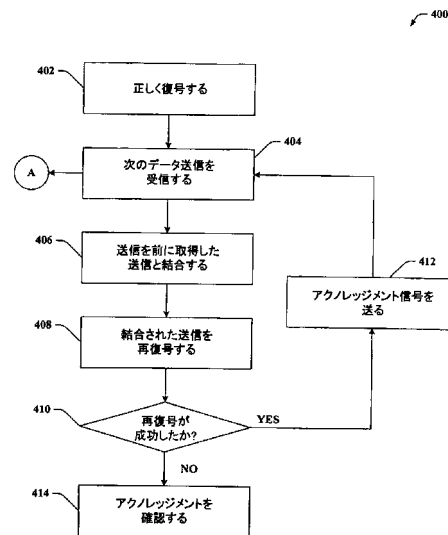 400
402
正しく復号する
404
次のデータ送信を
受信する
A
406
送信を前に取得した
送信と結合する
412
アクノレッジメント信号を
送る
408
結合された送信を
再復号する
410
再復号が
成功したか?
YES
NO
414
アクノレッジメントを
確認する